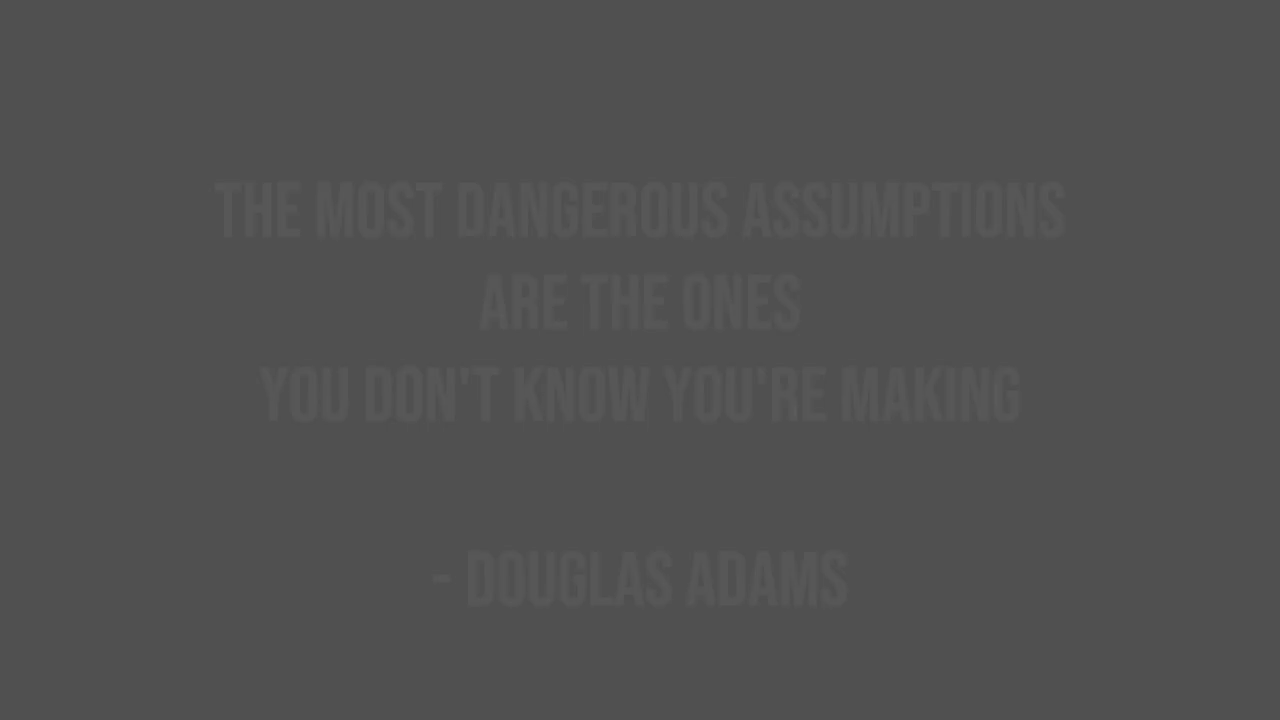 THE MOST DANGEROUS ASSUMPTIONS
ARE THE ONES
YOU DON'T KNOW YOU'RE MAKING
- DOUGLAS ADAMS